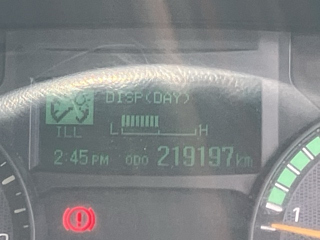 DISP(DAY)
ILL
L H
2:45 PM ODO 219197 km
1